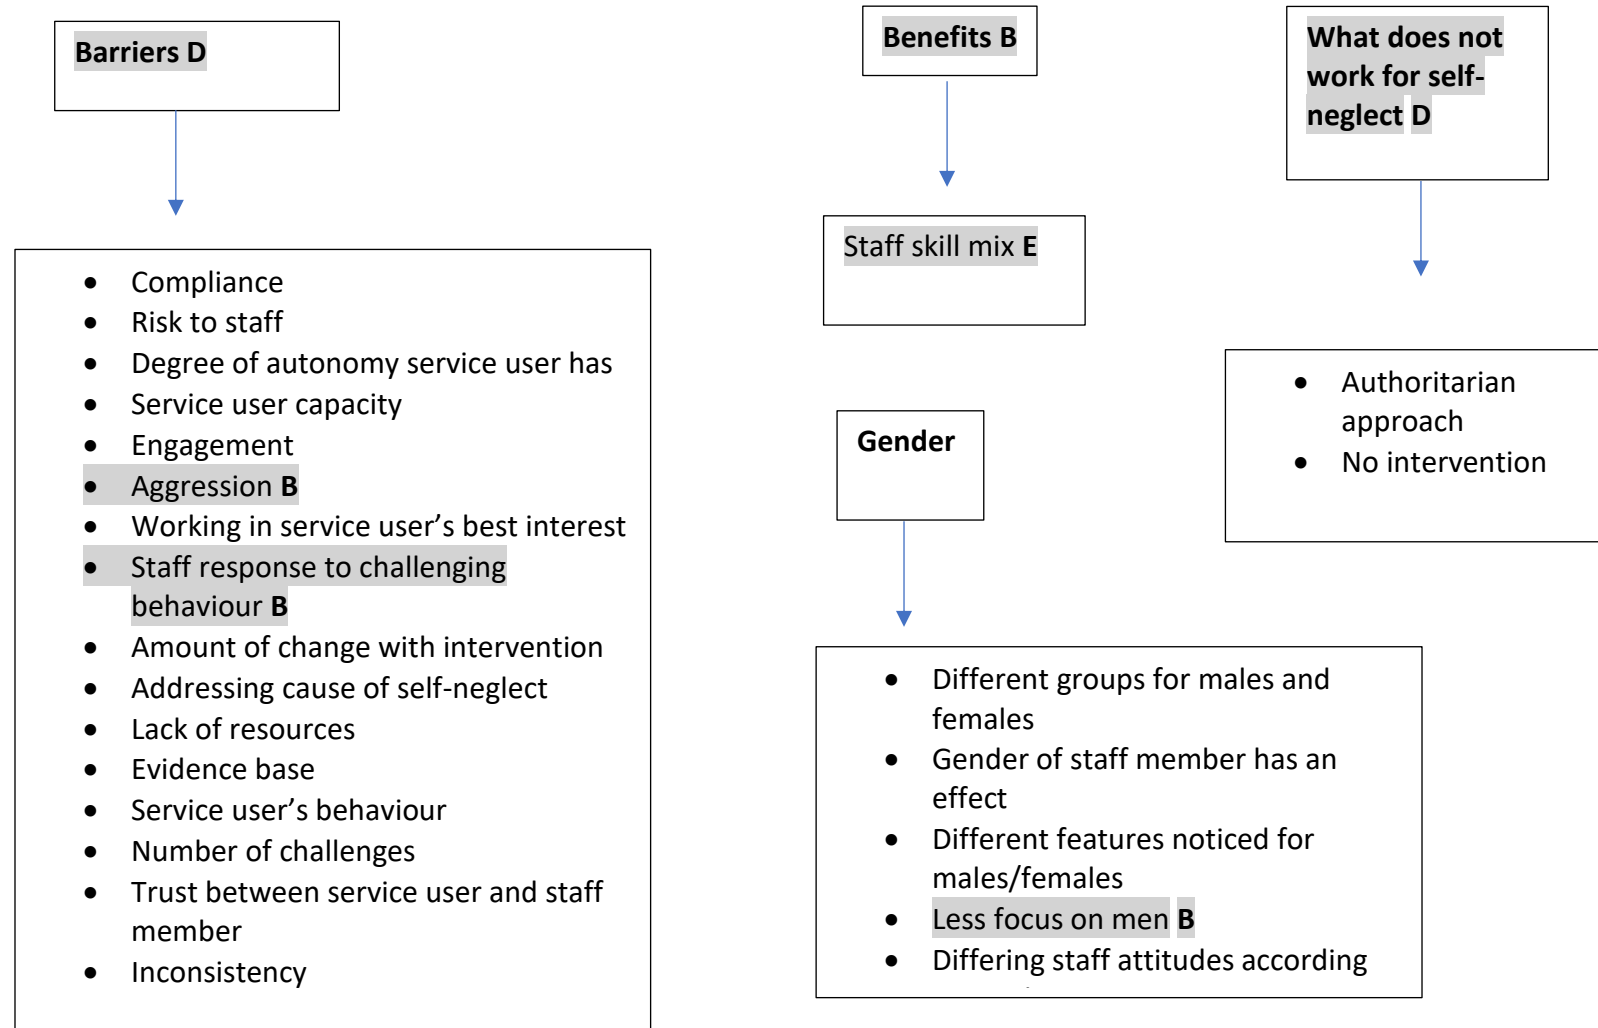 Barriers D
• Compliance
• Risk to staff
• Degree of autonomy service user has
• Service user capacity
• Engagement
• Aggression B
• Working in service user’s best interest
• Staff response to challenging
behaviour B
• Amount of change with intervention
• Addressing cause of self-neglect
• Lack of resources
• Evidence base
• Service user’s behaviour
• Number of challenges
• Trust between service user and staff
member
• Inconsistency
Benefits B
Staff skill mix E
Gender
• Different groups for males and
females
• Gender of staff member has an
effect
• Different features noticed for
males/females
• Less focus on men B
• Differing staff attitudes according
What does not
work for self-
neglect D
• Authoritarian
approach
• No intervention